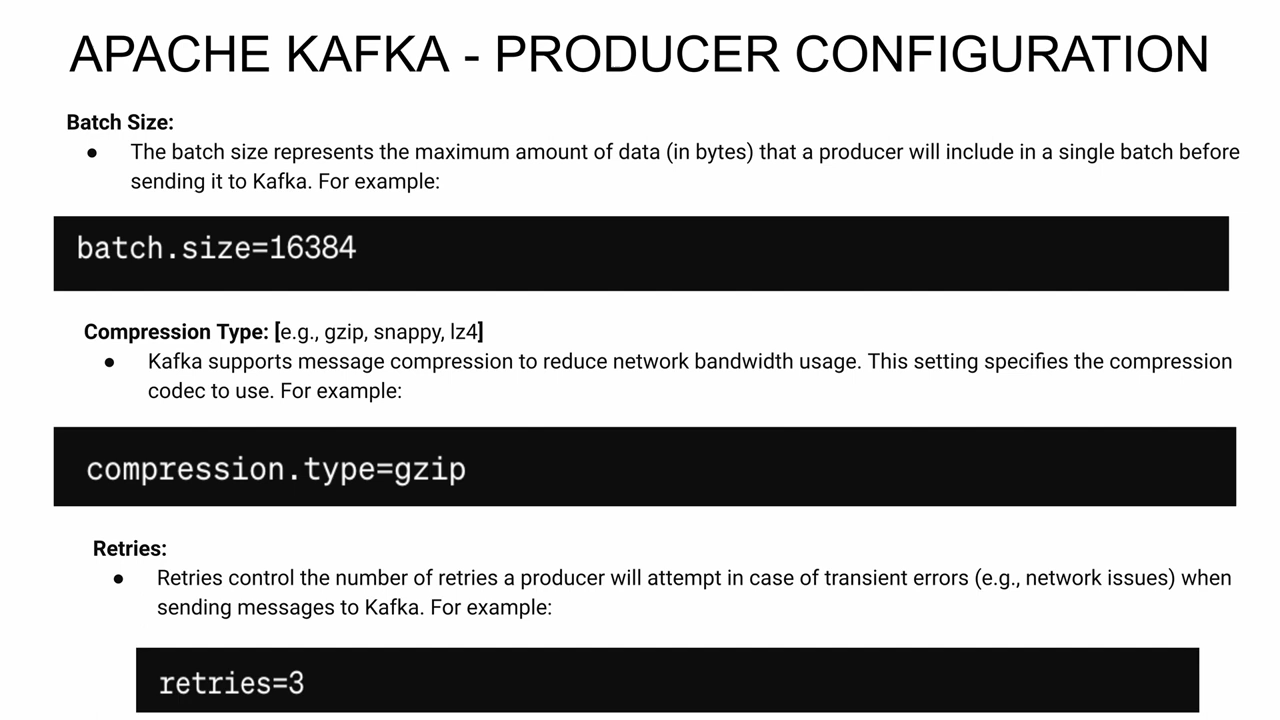 APACHE KAFKA - PRODUCER CONFIGURATION
Batch Size:
● The batch size represents the maximum amount of data (in bytes) that a producer will include in a single batch before
sending it to Kafka. For example:
batch.size=16384
Compression Type: [e.g., gzip, snappy, lz4]
● Kafka supports message compression to reduce network bandwidth usage. This setting specifies the compression
codec to use. For example:
compression.type=gzip
Retries:
● Retries control the number of retries a producer will attempt in case of transient errors (e.g., network issues) when
sending messages to Kafka. For example:
retries=3